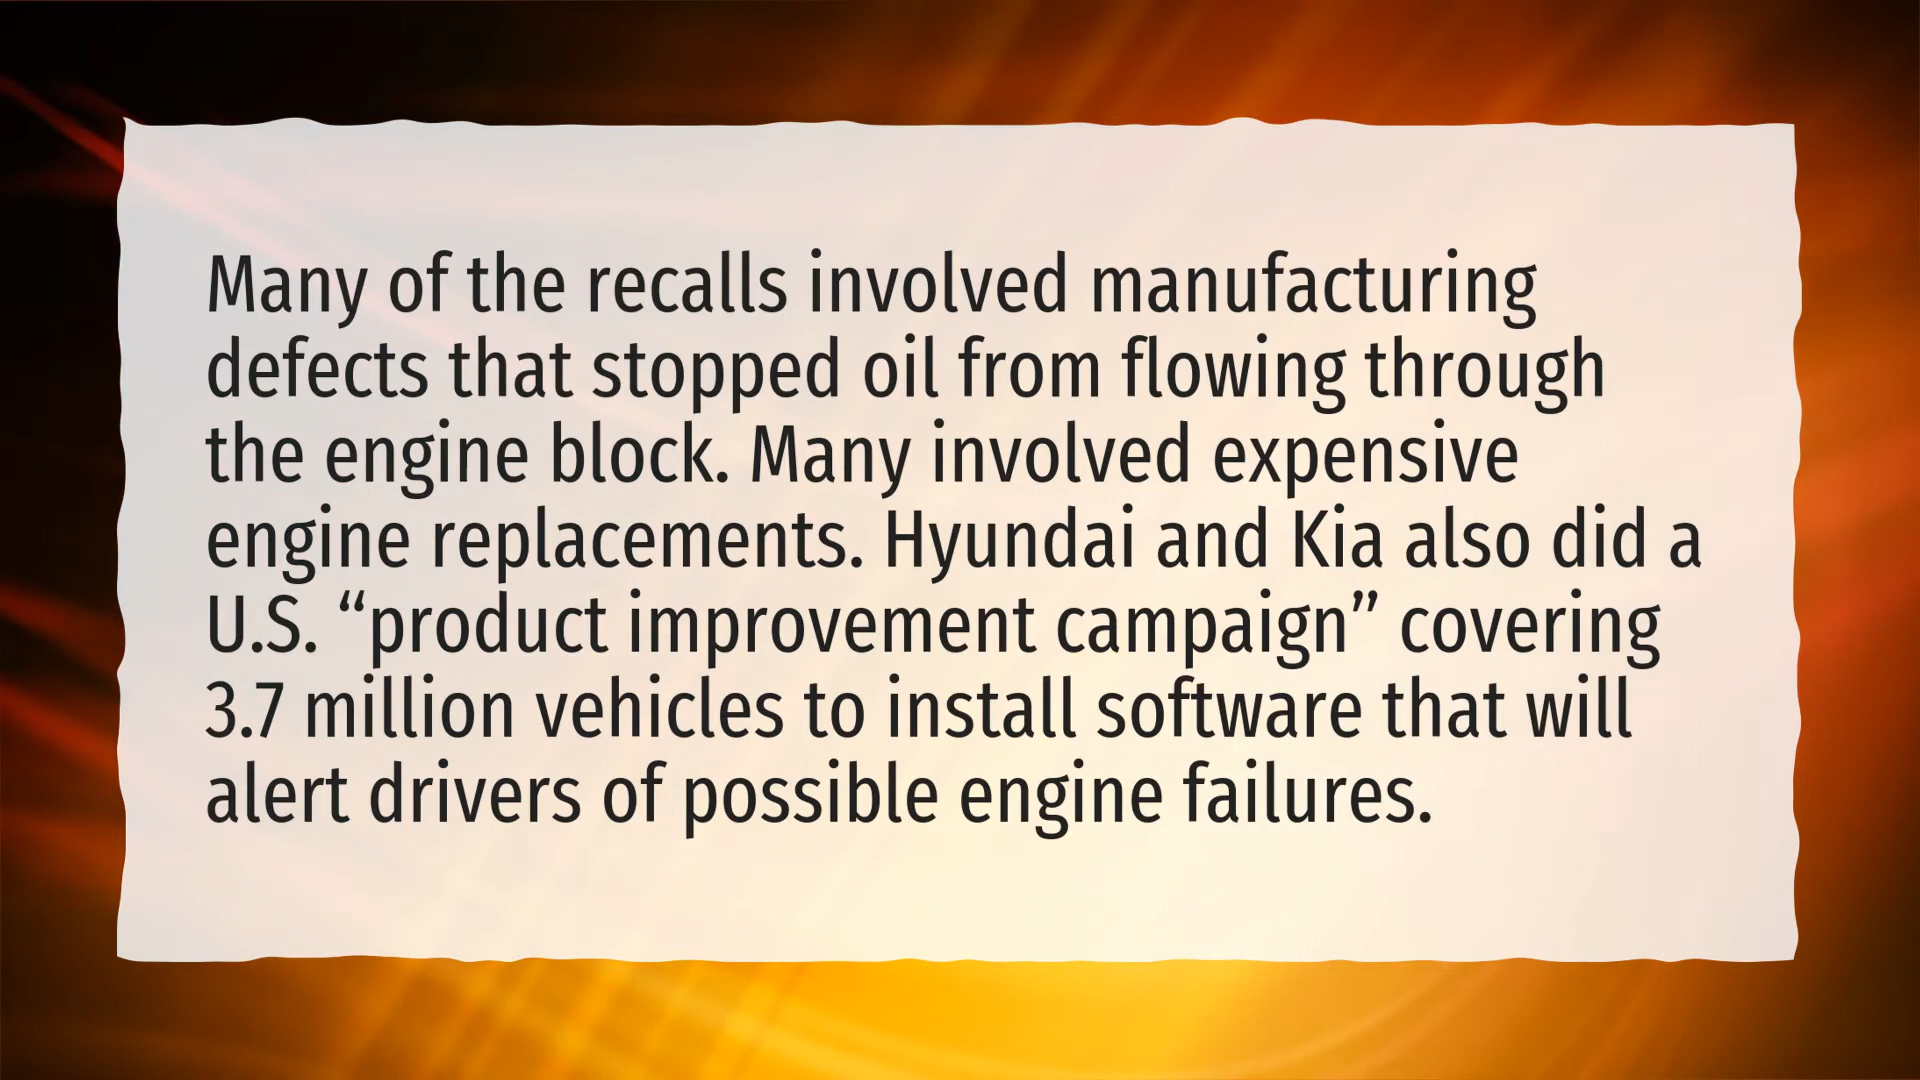 Many of the recalls involved manufacturing
defects that stopped oil from flowing through
the engine block. Many involved expensive
engine replacements. Hyundai and Kia also did a
U.S. “product improvement campaign” covering
3.7 million vehicles to install software that will
alert drivers of possible engine failures.